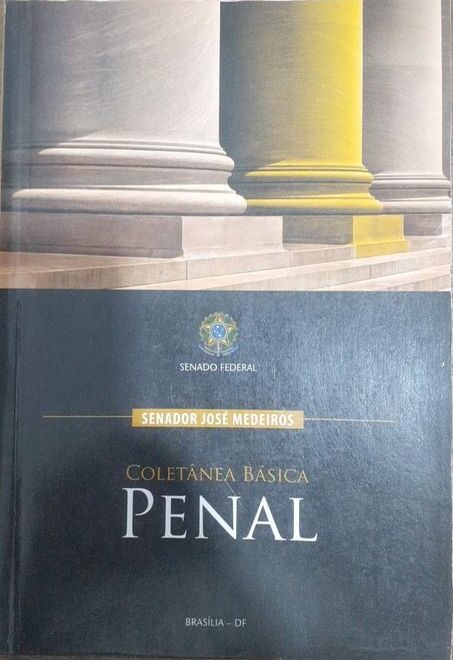 SENADO FEDERAL
SENADOR JOSÉ MEDEIROS
COLETÂNEA BÁSICA
PENAL
BRASÍLIA – DF